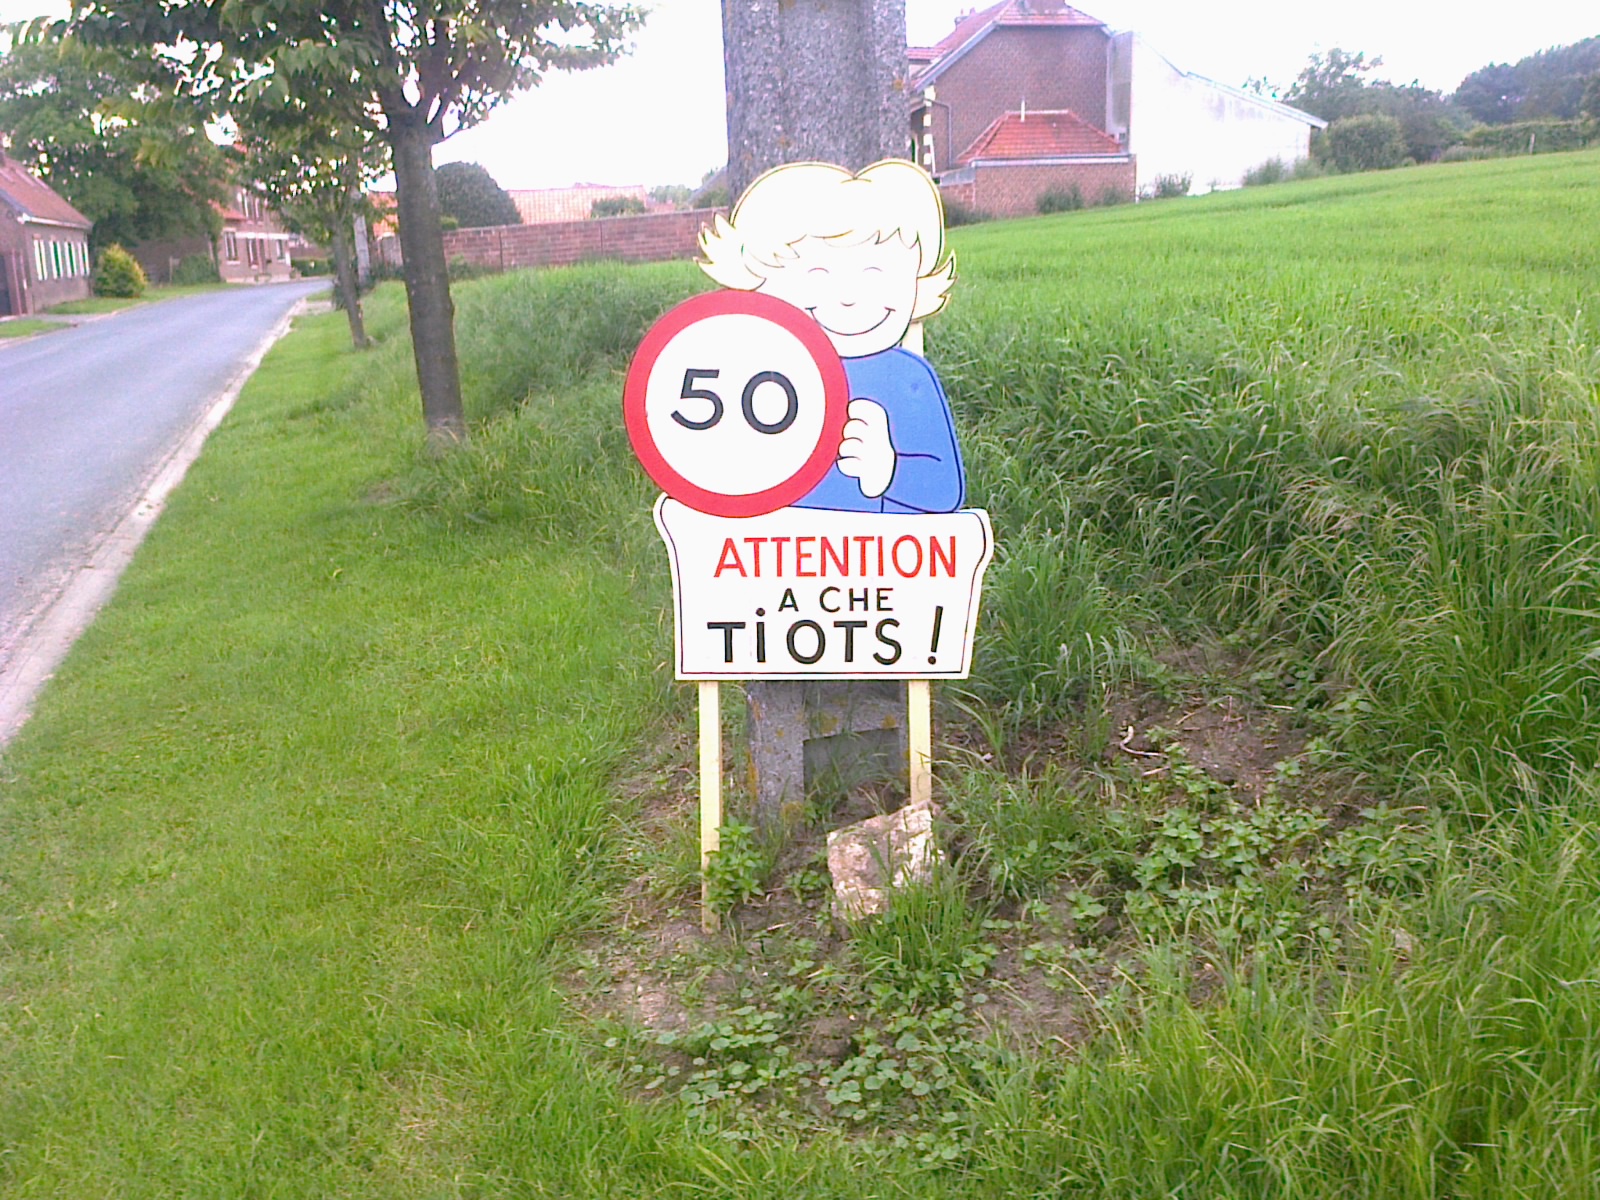 50
ATTENTION
A CHE
TiOTS !